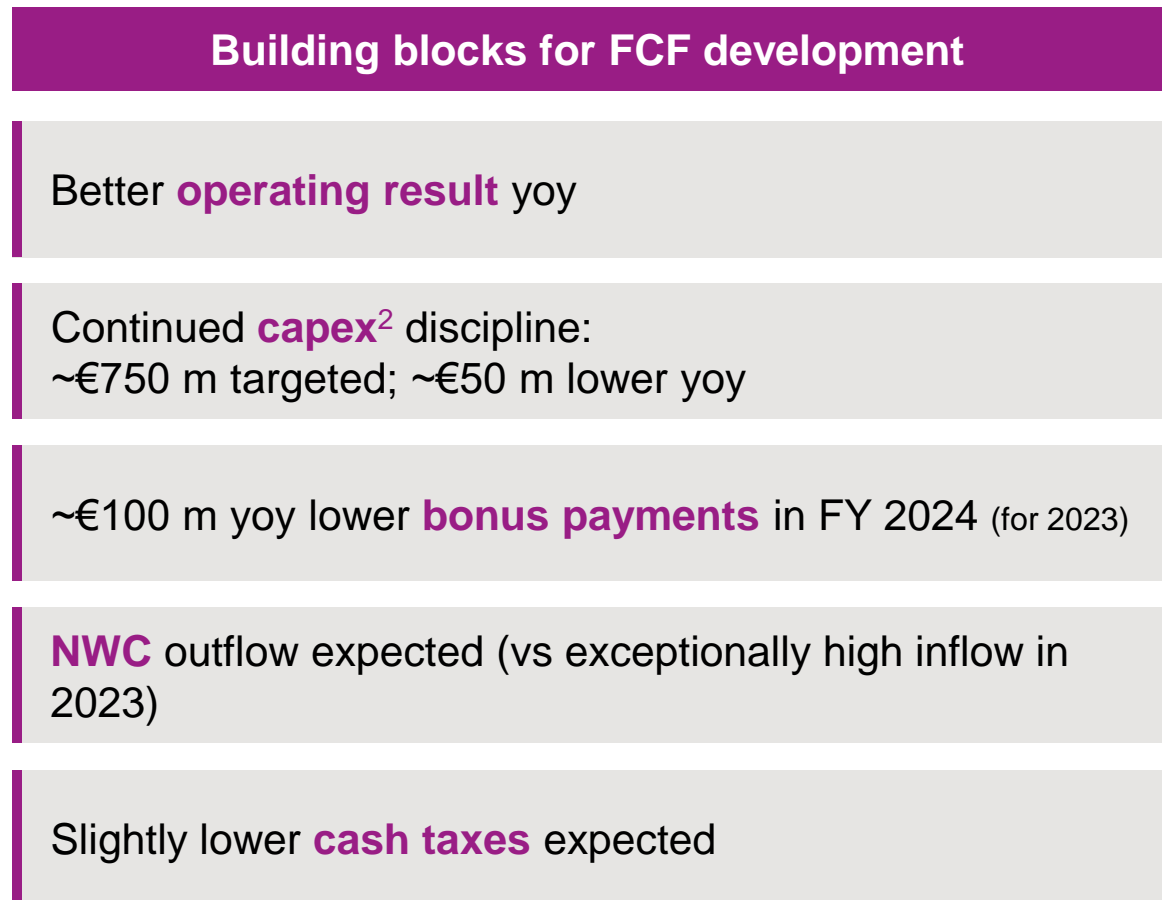 Building blocks for FCF development
Better operating result yoy
Continued capex² discipline:
~€750 m targeted; ~€50 m lower yoy
~€100 m yoy lower bonus payments in FY 2024 (for 2023)
NWC outflow expected (vs exceptionally high inflow in
2023)
Slightly lower cash taxes expected